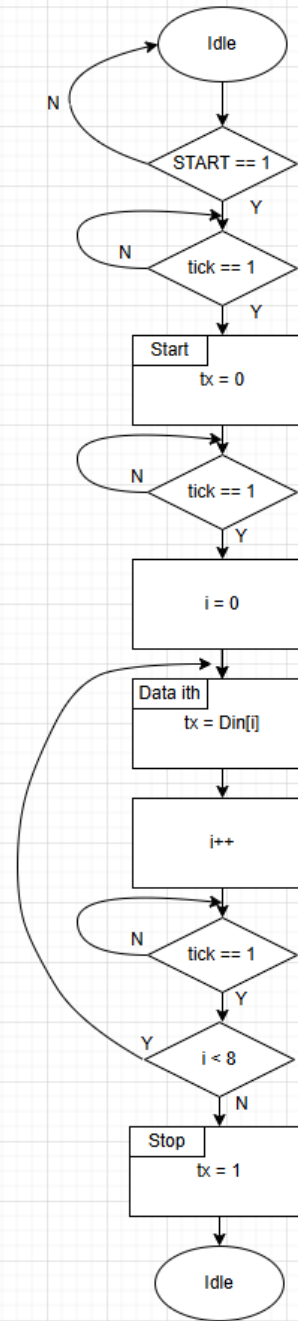 Idle
N
START == 1
Y
N
tick == 1
Y
Start
tx = 0
N
tick == 1
Y
i = 0
Data ith
tx = Din[i]
i++
N
tick == 1
Y
Y
i < 8
N
Stop
tx = 1
Idle